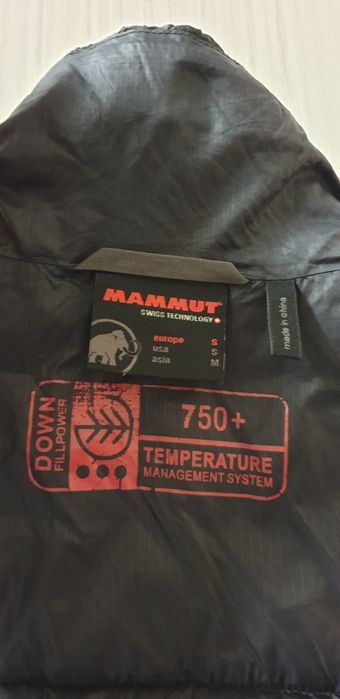 MAMMUT
SWISS TECHNOLOGY
europe S
usa S
asia M
made in china
DOWN
FILLPOWER
750+
TEMPERATURE
MANAGEMENT SYSTEM